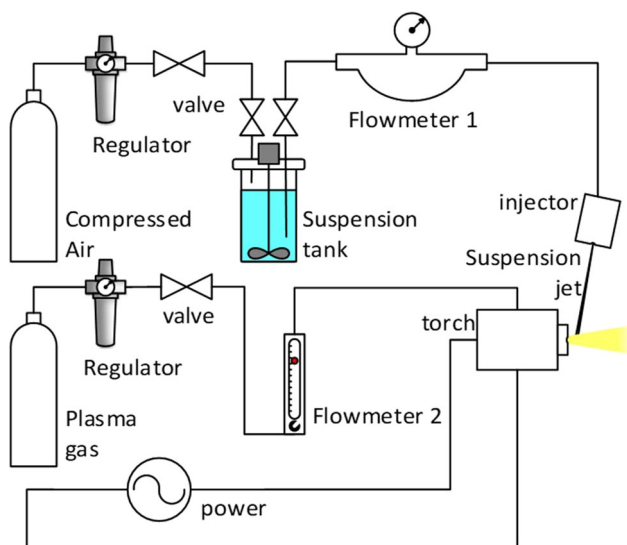 valve
Regulator
Flowmeter 1
Compressed
Air
Suspension
tank
injector
Suspension
jet
valve
Regulator
torch
Plasma
gas
Flowmeter 2
power